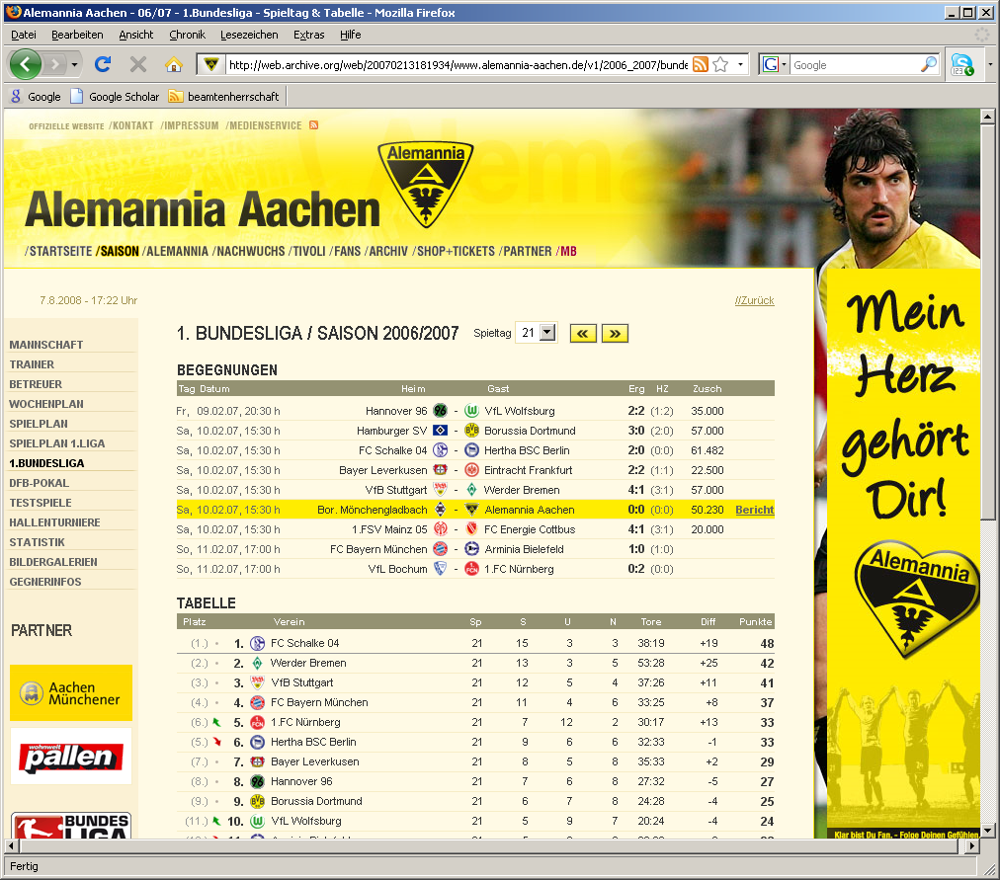 Alemannia Aachen - 06/07 - 1.Bundesliga - Spieltag & Tabelle - Mozilla Firefox
Datei Bearbeiten Ansicht Chronik Lesezeichen Extras Hilfe
http://web.archive.org/web/20070213181934/www.alemannia-aachen.de/v1/2006_2007/bunde
Google
Google Google Scholar beamtenherrschaft
OFFIZIELLE WEBSITE /KONTAKT /IMPRESSUM /MEDIENSERVICE
Alemannia
Alemannia Aachen
/STARTSEITE /SAISON /ALEMANNIA /NACHWUCHS /TIVOLI /FANS /ARCHIV /SHOP+TICKETS /PARTNER /MB
7.8.2008 - 17:22 Uhr
//Zurück
MANNSCHAFT
TRAINER
BETREUER
WOCHENPLAN
SPIELPLAN
SPIELPLAN 1.LIGA
1.BUNDESLIGA
DFB-POKAL
TESTSPIELE
HALLENTURNIERE
STATISTIK
BILDERGALERIEN
GEGNERINFOS
PARTNER
Aachen
Münchener
wohnwelt
pallen
BUNDES
LIGA
1. BUNDESLIGA / SAISON 2006/2007 Spieltag 21 « »
BEGEGNUNGEN
Tag Datum Heim Gast Erg HZ Zusch
Fr, 09.02.07, 20:30 h Hannover 96 - VfL Wolfsburg 2:2 (1:2) 35.000
Sa, 10.02.07, 15:30 h Hamburger SV - Borussia Dortmund 3:0 (2:0) 57.000
Sa, 10.02.07, 15:30 h FC Schalke 04 - Hertha BSC Berlin 2:0 (0:0) 61.482
Sa, 10.02.07, 15:30 h Bayer Leverkusen - Eintracht Frankfurt 2:2 (1:1) 22.500
Sa, 10.02.07, 15:30 h VfB Stuttgart - Werder Bremen 4:1 (3:1) 57.000
Sa, 10.02.07, 15:30 h Bor. Mönchengladbach - Alemannia Aachen 0:0 (0:0) 50.230 Bericht
Sa, 10.02.07, 15:30 h 1.FSV Mainz 05 - FC Energie Cottbus 4:1 (3:1) 20.000
So, 11.02.07, 17:00 h FC Bayern München - Arminia Bielefeld 1:0 (1:0)
So, 11.02.07, 17:00 h VfL Bochum - 1.FC Nürnberg 0:2 (0:0)
TABELLE
Platz Verein Sp S U N Tore Diff Punkte
(1.) 1. FC Schalke 04 21 15 3 3 38:19 +19 48
(2.) 2. Werder Bremen 21 13 3 5 53:28 +25 42
(3.) 3. VfB Stuttgart 21 12 5 4 37:26 +11 41
(4.) 4. FC Bayern München 21 11 4 6 33:25 +8 37
(6.) 5. 1.FC Nürnberg 21 7 12 2 30:17 +13 33
(5.) 6. Hertha BSC Berlin 21 9 6 6 32:33 -1 33
(7.) 7. Bayer Leverkusen 21 8 5 8 35:33 +2 29
(8.) 8. Hannover 96 21 7 6 8 27:32 -5 27
(9.) 9. Borussia Dortmund 21 6 7 8 24:28 -4 25
(11.) 10. VfL Wolfsburg 21 5 9 7 20:24 -4 24
Mein
Herz
gehört
Dir!
Alemannia
Klar bist Du Fan. - Folge Deinen Gefühlen
Fertig